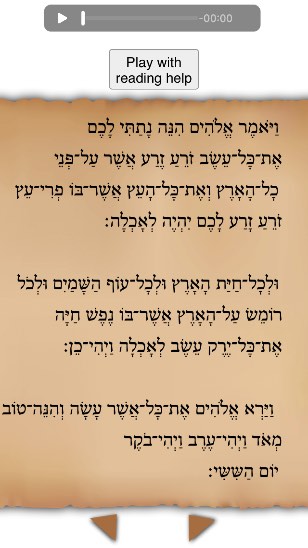 -00:00
Play with
reading help
וַיֹּאמֶר אֱלֹהִים הִנֵּה נָתַתִּי לָכֶם
אֶת־כָּל־עֵשֶׂב זֹרֵעַ זֶרַע אֲשֶׁר עַל־פְּנֵי
כָל־הָאָרֶץ וְאֶת־כָּל־הָעֵץ אֲשֶׁר־בּוֹ פְרִי־עֵץ
זֹרֵעַ זָרַע לָכֶם יִהְיֶה לְאָכְלָה:
וּלְכָל־חַיַּת הָאָרֶץ וּלְכָל־עוֹף הַשָּׁמַיִם וּלְכֹל
רוֹמֵשׂ עַל־הָאָרֶץ אֲשֶׁר־בּוֹ נֶפֶשׁ חַיָּה
אֶת־כָּל־יֶרֶק עֵשֶׂב לְאָכְלָה וַיְהִי־כֵן:
וַיַּרְא אֱלֹהִים אֶת־כָּל־אֲשֶׁר עָשָׂה וְהִנֵּה־טוֹב
מְאֹד וַיְהִי־עֶרֶב וַיְהִי־בֹקֶר
יוֹם הַשִּׁשִּׁי: